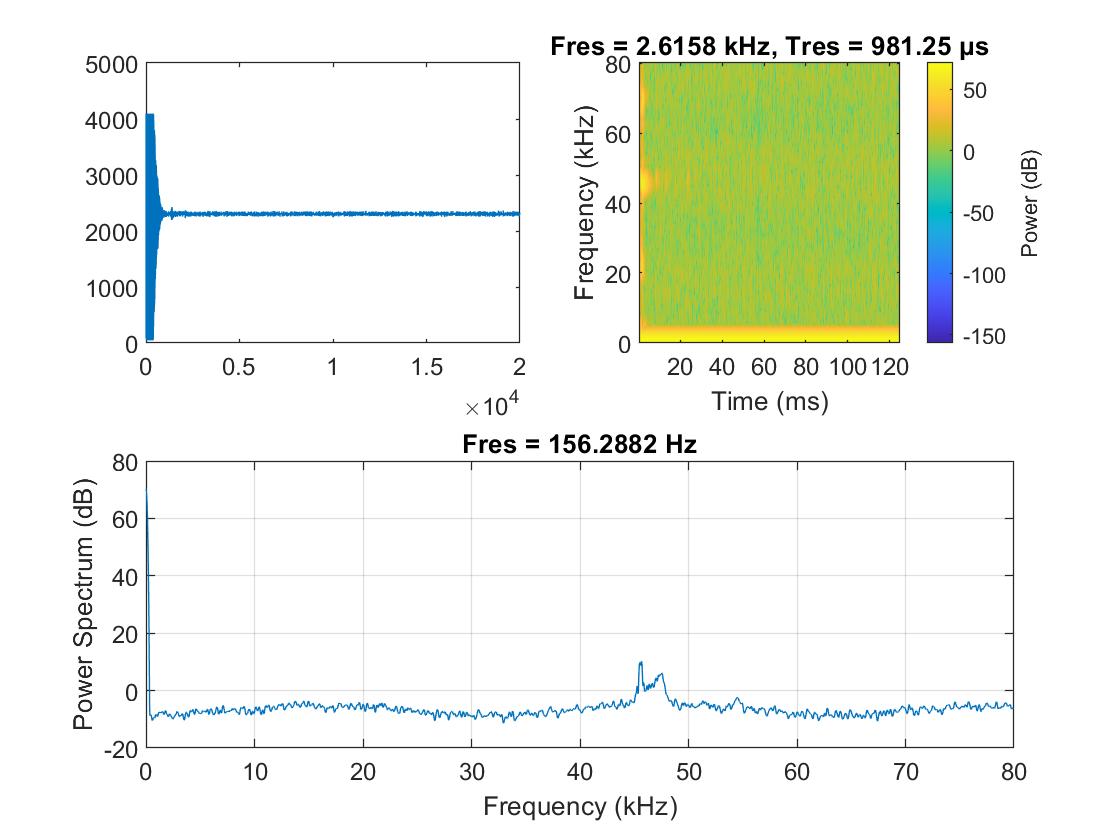 5000
4000
3000
2000
1000
0
0 0.5 1 1.5 2
×10^4
Fres = 2.6158 kHz, Tres = 981.25 µs
80
60
40
20
0
Frequency (kHz)
20 40 60 80 100 120
Time (ms)
50
0
-50
-100
-150
Power (dB)
Fres = 156.2882 Hz
80
60
40
20
0
-20
Power Spectrum (dB)
0 10 20 30 40 50 60 70 80
Frequency (kHz)